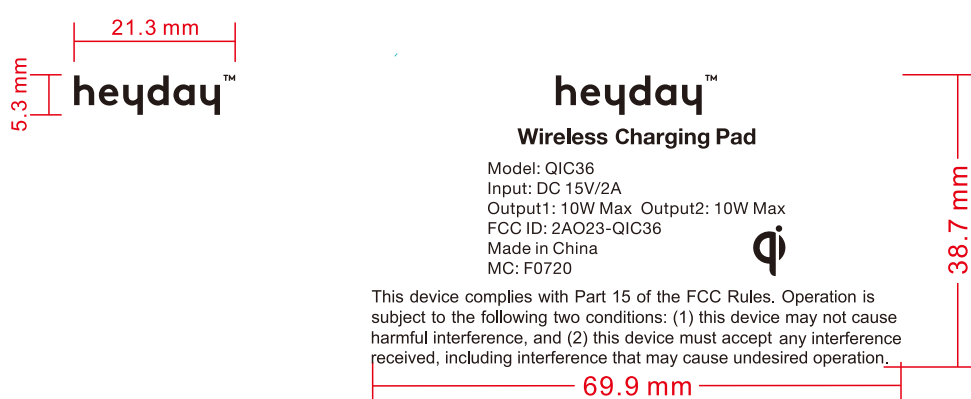 21.3 mm
5.3 mm
heyday™
heyday™
Wireless Charging Pad
Model: QIC36
Input: DC 15V/2A
Output1: 10W Max Output2: 10W Max
FCC ID: 2AO23-QIC36
Made in China
MC: F0720
qi
This device complies with Part 15 of the FCC Rules. Operation is
subject to the following two conditions: (1) this device may not cause
harmful interference, and (2) this device must accept any interference
received, including interference that may cause undesired operation.
38.7 mm
69.9 mm